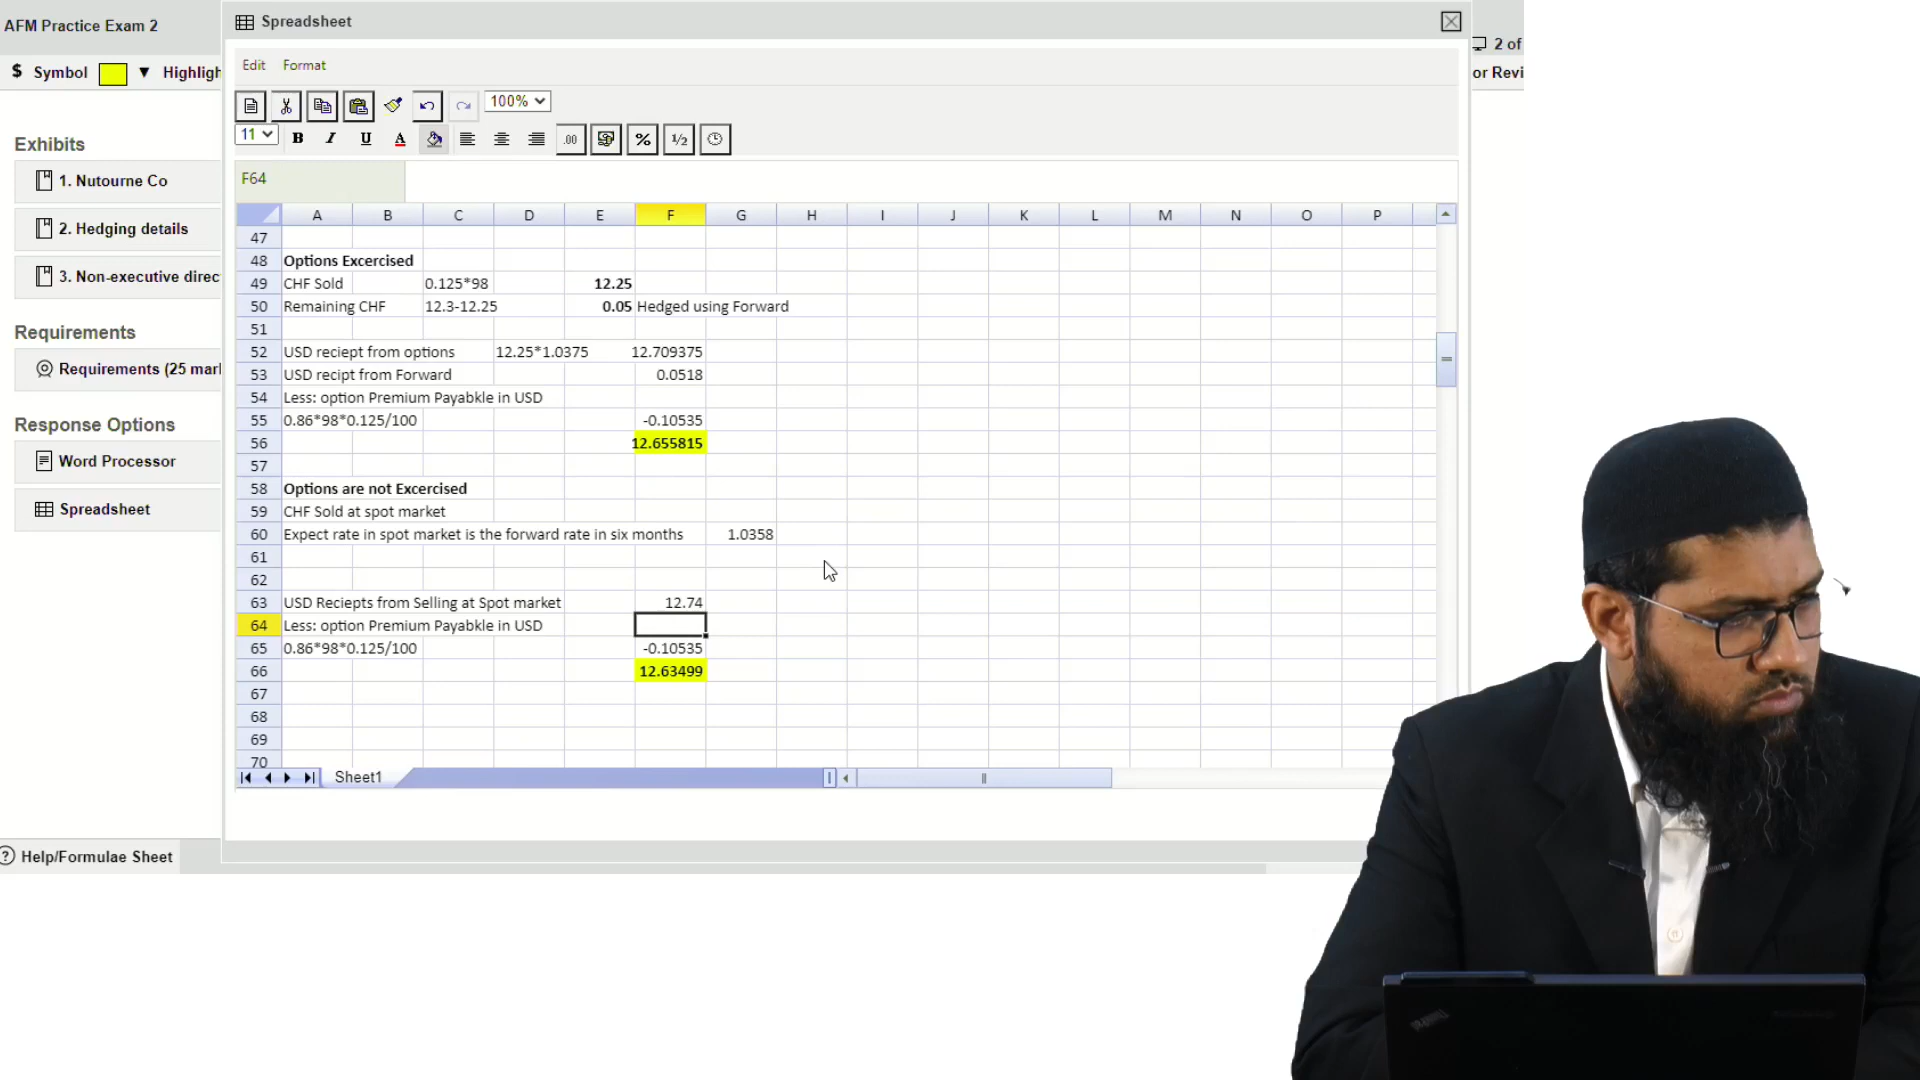 AFM Practice Exam 2
Spreadsheet
2 of
$ Symbol
Highligh
or Revi
Edit Format
100%
11
B I U A .00 % 1/2
F64
Exhibits
1. Nutourne Co
2. Hedging details
3. Non-executive direc
Requirements
Requirements (25 marl
Response Options
Word Processor
Spreadsheet
A B C D E F G H I J K L M N O P
47
48 Options Excercised
49 CHF Sold 0.125*98 12.25
50 Remaining CHF 12.3-12.25 0.05 Hedged using Forward
51
52 USD reciept from options 12.25*1.0375 12.709375
53 USD recipt from Forward 0.0518
54 Less: option Premium Payabkle in USD
55 0.86*98*0.125/100 -0.10535
56 12.655815
57
58 Options are not Excercised
59 CHF Sold at spot market
60 Expect rate in spot market is the forward rate in six months 1.0358
61
62
63 USD Reciepts from Selling at Spot market 12.74
64 Less: option Premium Payabkle in USD
65 0.86*98*0.125/100 -0.10535
66 12.63499
67
68
69
70
Sheet1
Help/Formulae Sheet